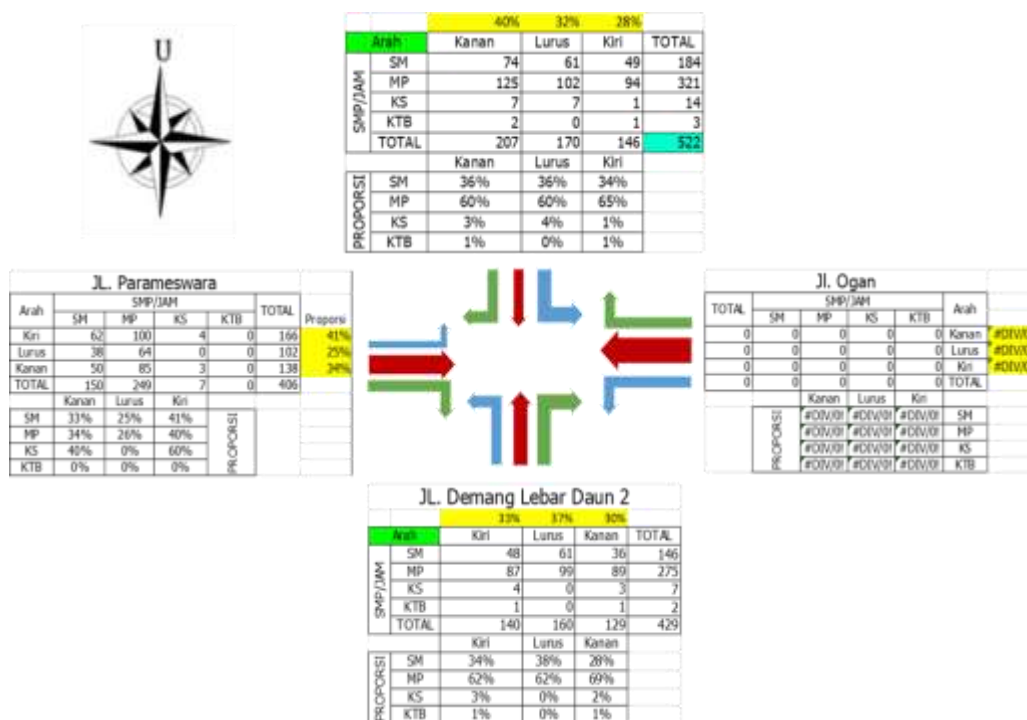 U
40% 32% 28%
Arah Kanan Lurus Kiri TOTAL
SMP/JAM
SM 74 61 49 184
MP 125 102 94 321
KS 7 7 1 14
KTB 2 0 1 3
TOTAL 207 170 146 522
Kanan Lurus Kiri
PROPORSI
SM 36% 36% 34%
MP 60% 60% 65%
KS 3% 4% 1%
KTB 1% 0% 1%
JL. Parameswara
Arah SMP/JAM TOTAL Proporsi
SM MP KS KTB
Kiri 62 100 4 0 166 41%
Lurus 38 64 0 0 102 25%
Kanan 50 85 3 0 138 34%
TOTAL 150 249 7 0 406
Kanan Lurus Kiri
SM 33% 25% 41%
MP 34% 26% 40%
KS 40% 0% 60%
KTB 0% 0% 0%
PROPORSI
Jl. Ogan
TOTAL SMP/JAM Arah
SM MP KS KTB
0 0 0 0 0 Kanan #DIV/0
0 0 0 0 0 Lurus #DIV/0
0 0 0 0 0 Kiri #DIV/0
0 0 0 0 0 TOTAL
Kanan Lurus Kiri
PROPORSI
#DIV/0! #DIV/0! #DIV/0! SM
#DIV/0! #DIV/0! #DIV/0! MP
#DIV/0! #DIV/0! #DIV/0! KS
#DIV/0! #DIV/0! #DIV/0! KTB
JL. Demang Lebar Daun 2
33% 37% 30%
Arah Kiri Lurus Kanan TOTAL
SMP/JAM
SM 48 61 36 146
MP 87 99 89 275
KS 4 0 3 7
KTB 1 0 1 2
TOTAL 140 160 129 429
Kiri Lurus Kanan
PROPORSI
SM 34% 38% 28%
MP 62% 62% 69%
KS 3% 0% 2%
KTB 1% 0% 1%